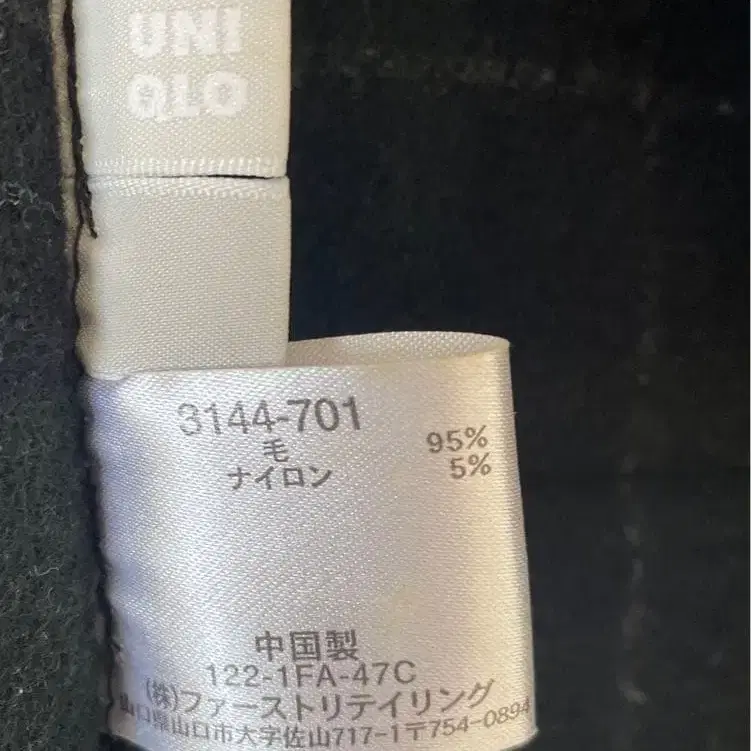 UNI
QLO
3144-701
毛 95%
ナイロン 5%
中国製
122-1FA-47C
(株)ファーストリテイリング
山口県山口市大字佐山717-1〒754-0894